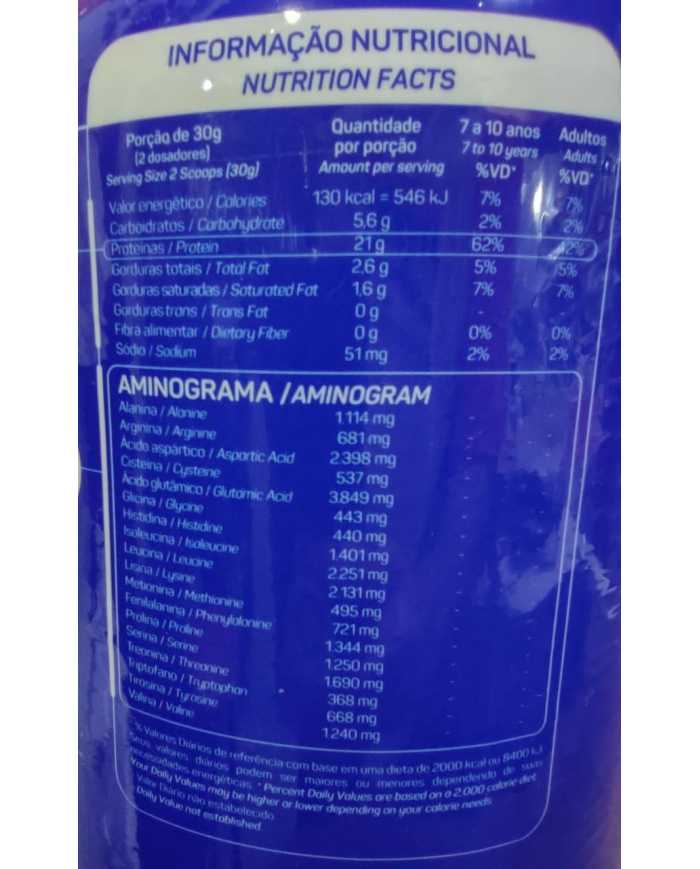 INFORMAÇÃO NUTRICIONAL
NUTRITION FACTS
Porção de 30g
(2 dosadores)
Serving Size 2 Scoops (30g)
Quantidade
por porção
Amount per serving
7 a 10 anos
7 to 10 years
%VD*
Adultos
Adults
%VD*
Valor energético / Calories 130 kcal = 546 kJ 7% 7%
Carboidratos / Carbohydrate 5,6 g 2% 2%
Proteínas / Protein 21 g 62% 42%
Gorduras totais / Total Fat 2,6 g 5% 5%
Gorduras saturadas / Saturated Fat 1,6 g 7% 7%
Gorduras trans / Trans Fat 0 g - -
Fibra alimentar / Dietary Fiber 0 g 0% 0%
Sódio / Sodium 51 mg 2% 2%
AMINOGRAMA / AMINOGRAM
Alanina / Alanine 1.114 mg
Arginina / Arginine 681 mg
Ácido aspártico / Aspartic Acid 2.398 mg
Cisteína / Cysteine 537 mg
Ácido glutâmico / Glutamic Acid 3.849 mg
Glicina / Glycine 443 mg
Histidina / Histidine 440 mg
Isoleucina / Isoleucine 1.401 mg
Leucina / Leucine 2.251 mg
Lisina / Lysine 2.131 mg
Metionina / Methionine 495 mg
Fenilalanina / Phenylalanine 721 mg
Prolina / Proline 1.344 mg
Serina / Serine 1.250 mg
Treonina / Threonine 1.690 mg
Triptofano / Tryptophan 368 mg
Tirosina / Tyrosine 668 mg
Valina / Valine 1.240 mg
* % Valores Diários de referência com base em uma dieta de 2000 kcal ou 8400 kJ.
Seus valores diários podem ser maiores ou menores dependendo de suas
necessidades energéticas. * Percent Daily Values are based on a 2.000 calorie diet.
Your Daily Values may be higher or lower depending on your calorie needs.
Valor Diário não estabelecido.
Daily Value not established.